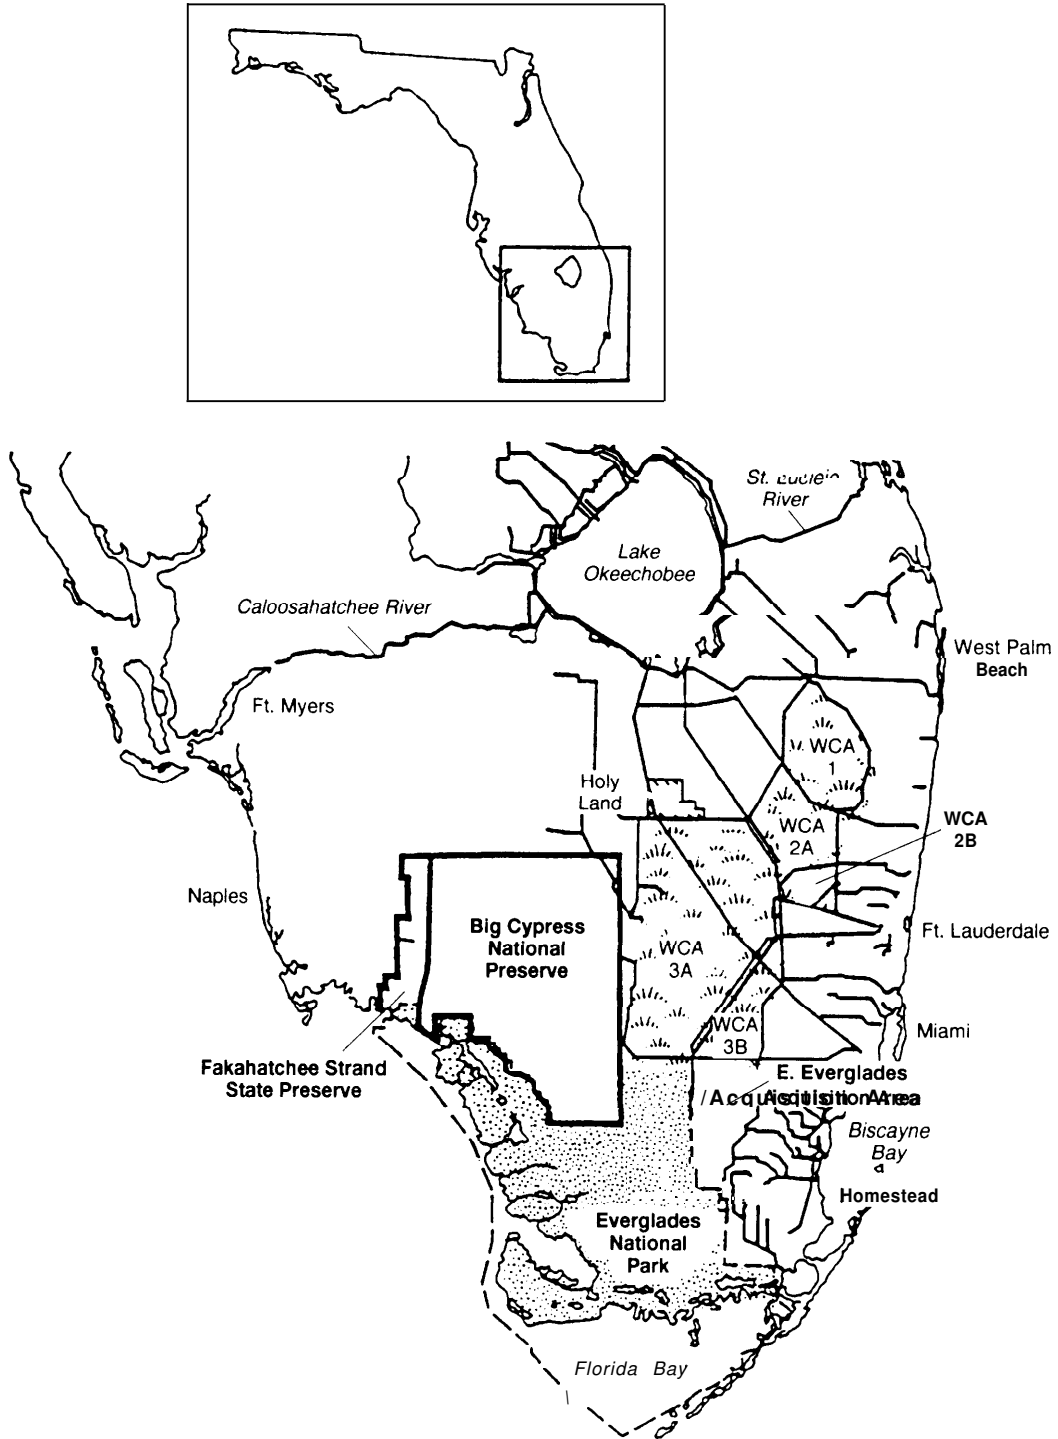 St. Lucie
River
Lake
Okeechobee
Caloosahatchee River
West Palm
Beach
Ft. Myers
WCA
1
Holy
Land
WCA
2A
WCA
2B
Naples
Big Cypress
National
Preserve
Ft. Lauderdale
WCA
3A
WCA
3B
Miami
Fakahatchee Strand
State Preserve
E. Everglades
Acquisition Area
Biscayne
Bay
Homestead
Everglades
National
Park
Florida Bay